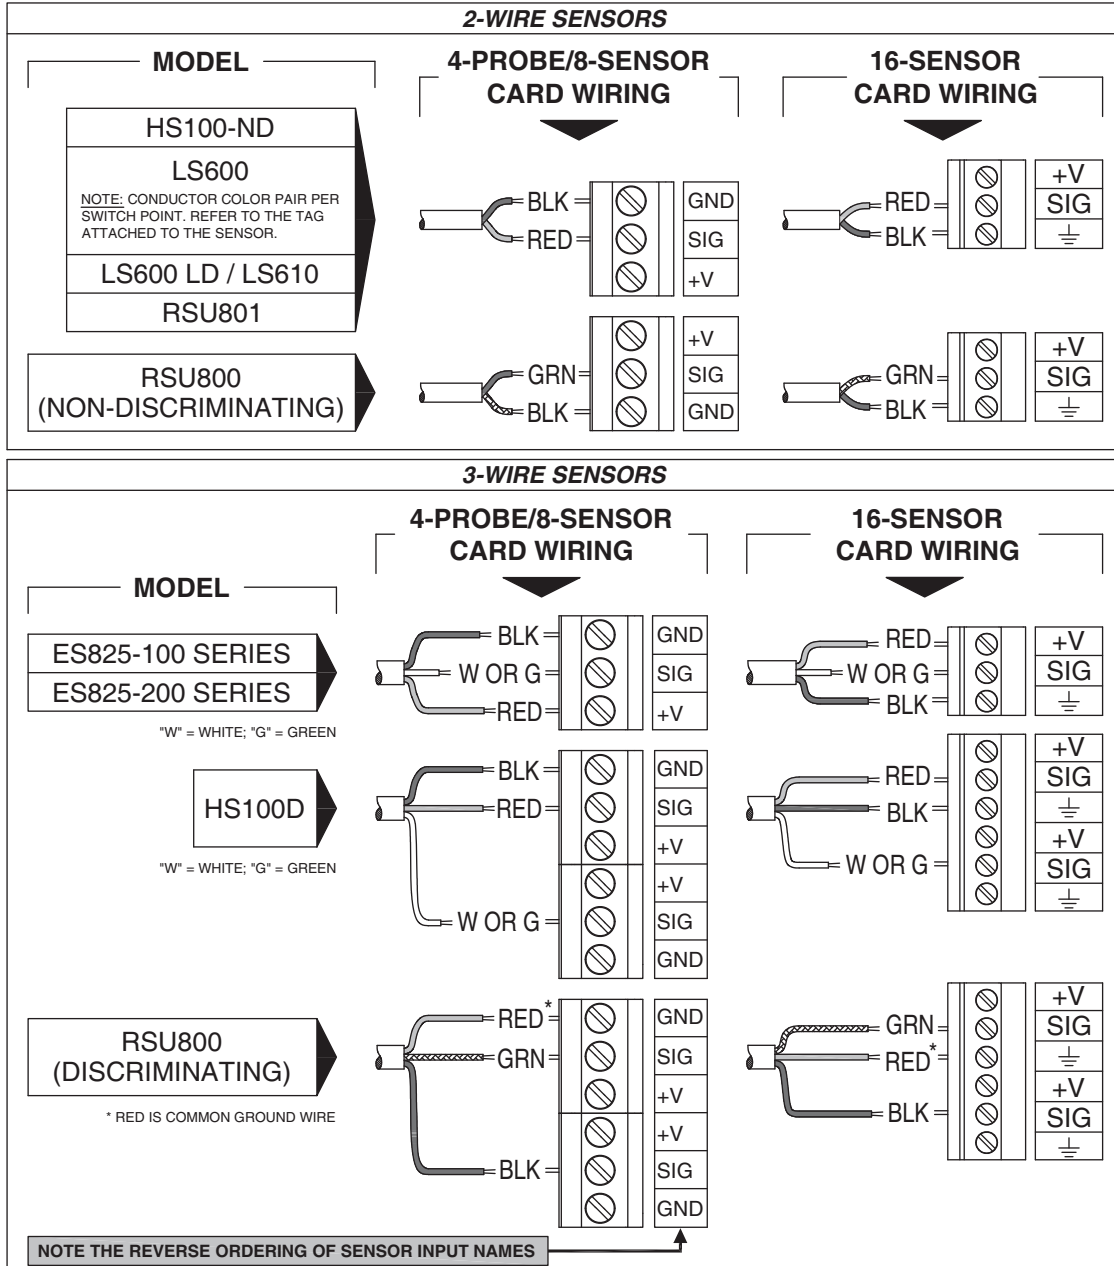 2-WIRE SENSORS
MODEL
4-PROBE/8-SENSOR
CARD WIRING
16-SENSOR
CARD WIRING
HS100-ND
LS600
NOTE: CONDUCTOR COLOR PAIR PER
SWITCH POINT. REFER TO THE TAG
ATTACHED TO THE SENSOR.
LS600 LD / LS610
RSU801
BLK
RED
GND
SIG
+V
RED
BLK
+V
SIG
RSU800
(NON-DISCRIMINATING)
GRN
BLK
+V
SIG
GND
GRN
BLK
+V
SIG
3-WIRE SENSORS
4-PROBE/8-SENSOR
CARD WIRING
16-SENSOR
CARD WIRING
MODEL
ES825-100 SERIES
ES825-200 SERIES
"W" = WHITE; "G" = GREEN
BLK
W OR G
RED
GND
SIG
+V
RED
W OR G
BLK
+V
SIG
HS100D
"W" = WHITE; "G" = GREEN
BLK
RED
W OR G
GND
SIG
+V
+V
SIG
GND
RED
BLK
W OR G
+V
SIG
+V
SIG
RSU800
(DISCRIMINATING)
* RED IS COMMON GROUND WIRE
RED*
GRN
BLK
GND
SIG
+V
+V
SIG
GND
GRN
RED*
BLK
+V
SIG
+V
SIG
NOTE THE REVERSE ORDERING OF SENSOR INPUT NAMES